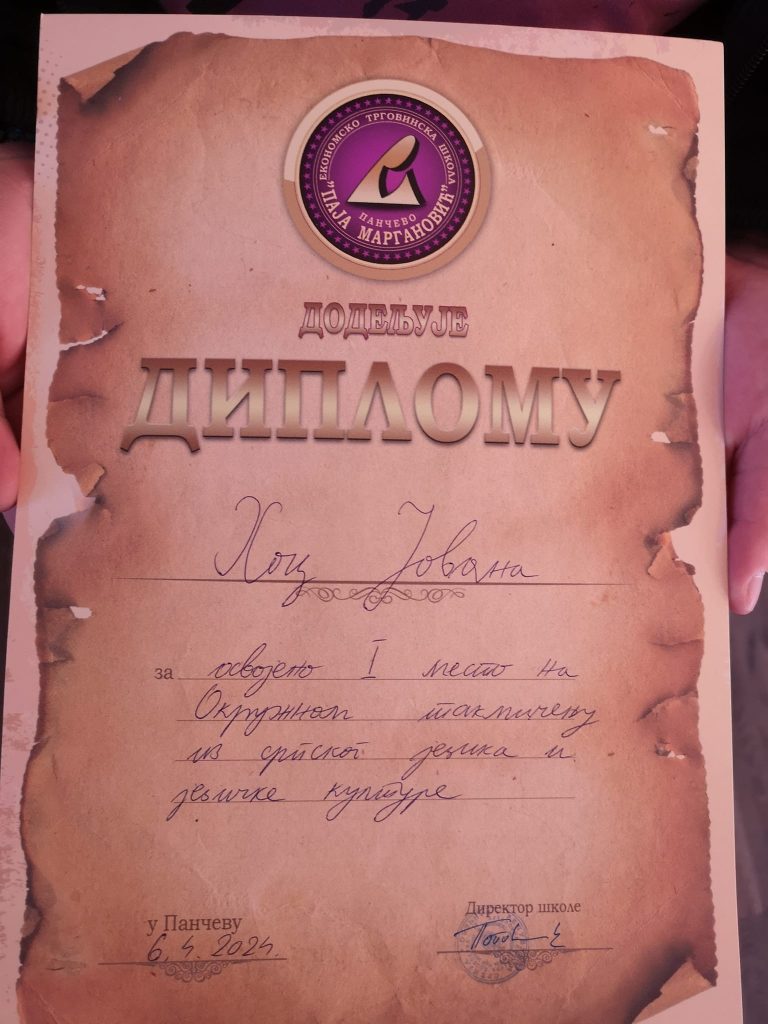 ЕКОНОМСКО ТРГОВИНСКА ШКОЛА
ПАНЧЕВО
"ПАЈА МАРГАНОВИЋ"
ДОДЕЉУЈЕ
ДИПЛОМУ
Хоц Јована
за освојено I место на
Окружном такмичењу
из српског језика и
језичке културе
у Панчеву
6. 4. 2024.
Директор школе